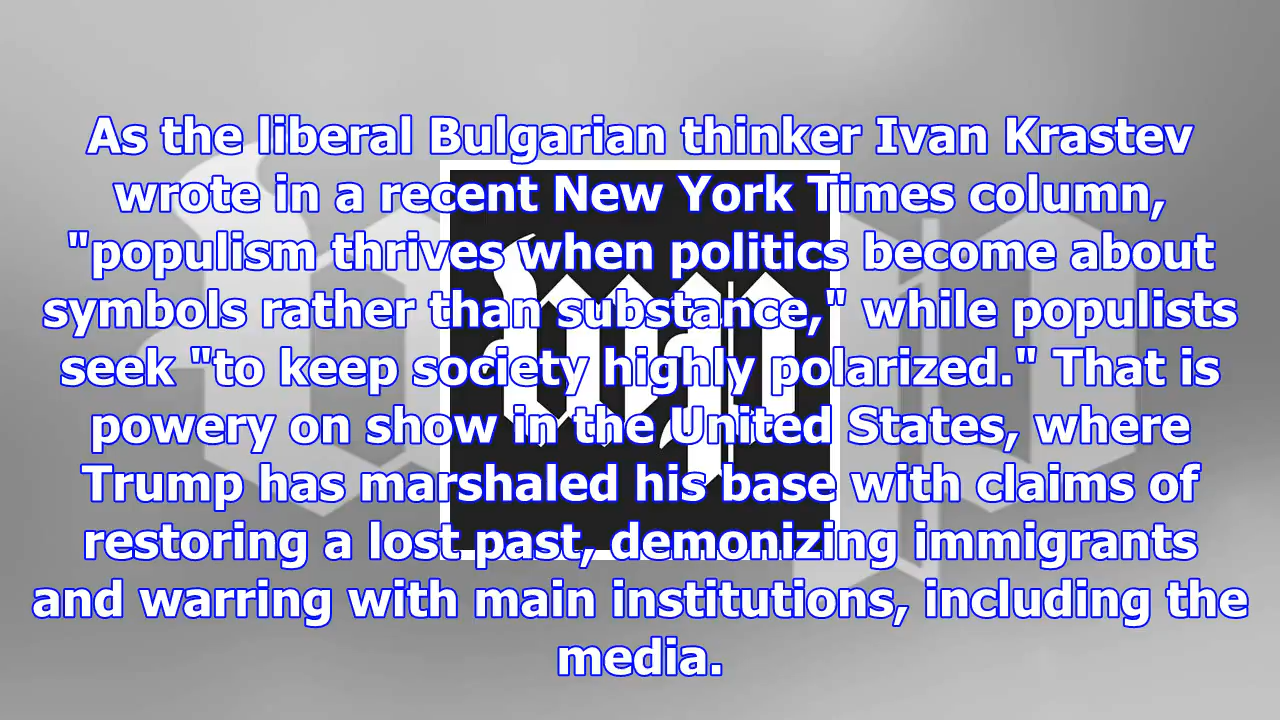 As the liberal Bulgarian thinker Ivan Krastev
wrote in a recent New York Times column,
"populism thrives when politics become about
symbols rather than substance," while populists
seek "to keep society highly polarized." That is
powery on show in the United States, where
Trump has marshaled his base with claims of
restoring a lost past, demonizing immigrants
and warring with main institutions, including the
media.
wp